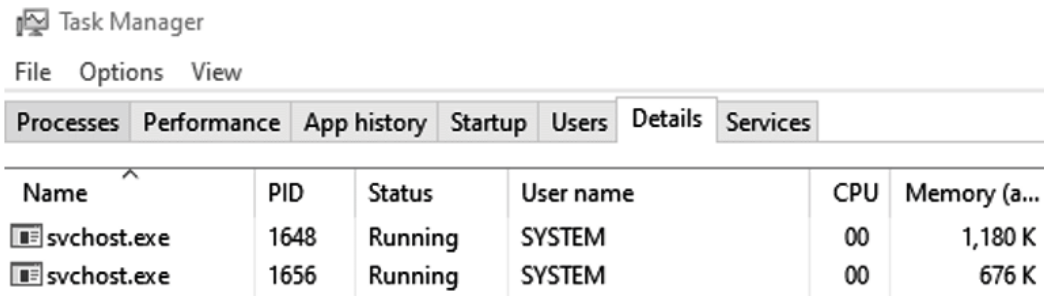 Task Manager
File Options View
Processes Performance App history Startup Users Details Services
Name PID Status User name CPU Memory (a...
svchost.exe 1648 Running SYSTEM 00 1,180 K
svchost.exe 1656 Running SYSTEM 00 676 K